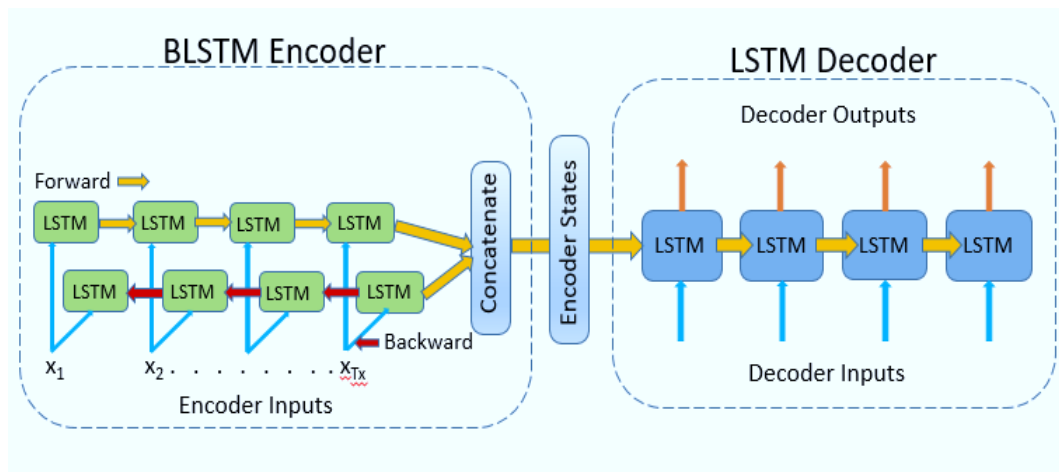 BLSTM Encoder
Forward
LSTM LSTM LSTM LSTM
LSTM LSTM LSTM LSTM
Backward
x1 x2 . . . . . . . . xTx
Encoder Inputs
Concatenate
Encoder States
LSTM Decoder
Decoder Outputs
LSTM LSTM LSTM LSTM
Decoder Inputs